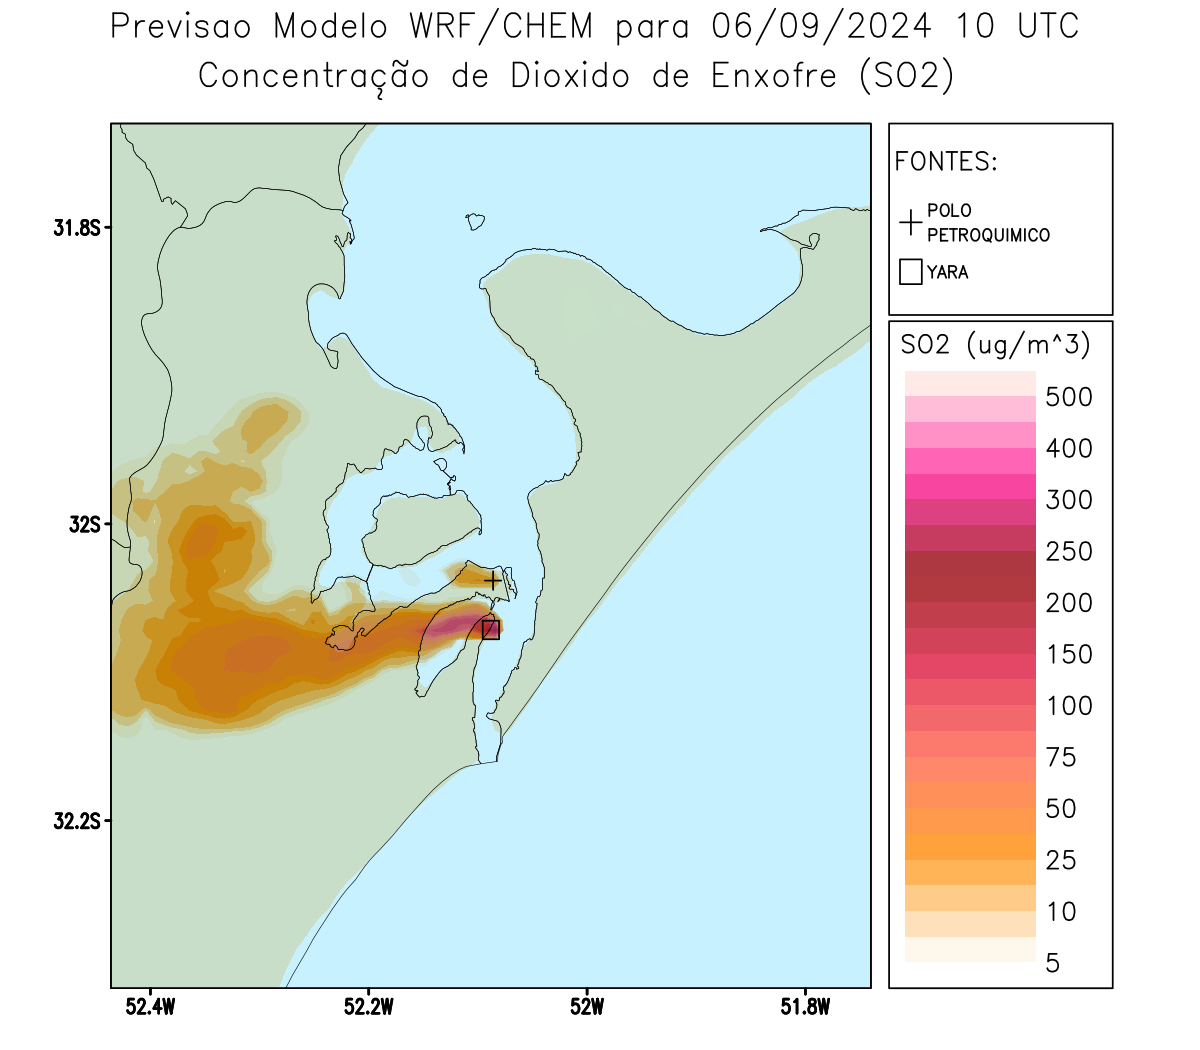 Previsao Modelo WRF/CHEM para 06/09/2024 10 UTC
Concentração de Dioxido de Enxofre (SO2)
FONTES:
POLO
PETROQUIMICO
YARA
31.8S
32S
32.2S
52.4W
52.2W
52W
51.8W
SO2 (ug/m^3)
500
400
300
250
200
150
100
75
50
25
10
5